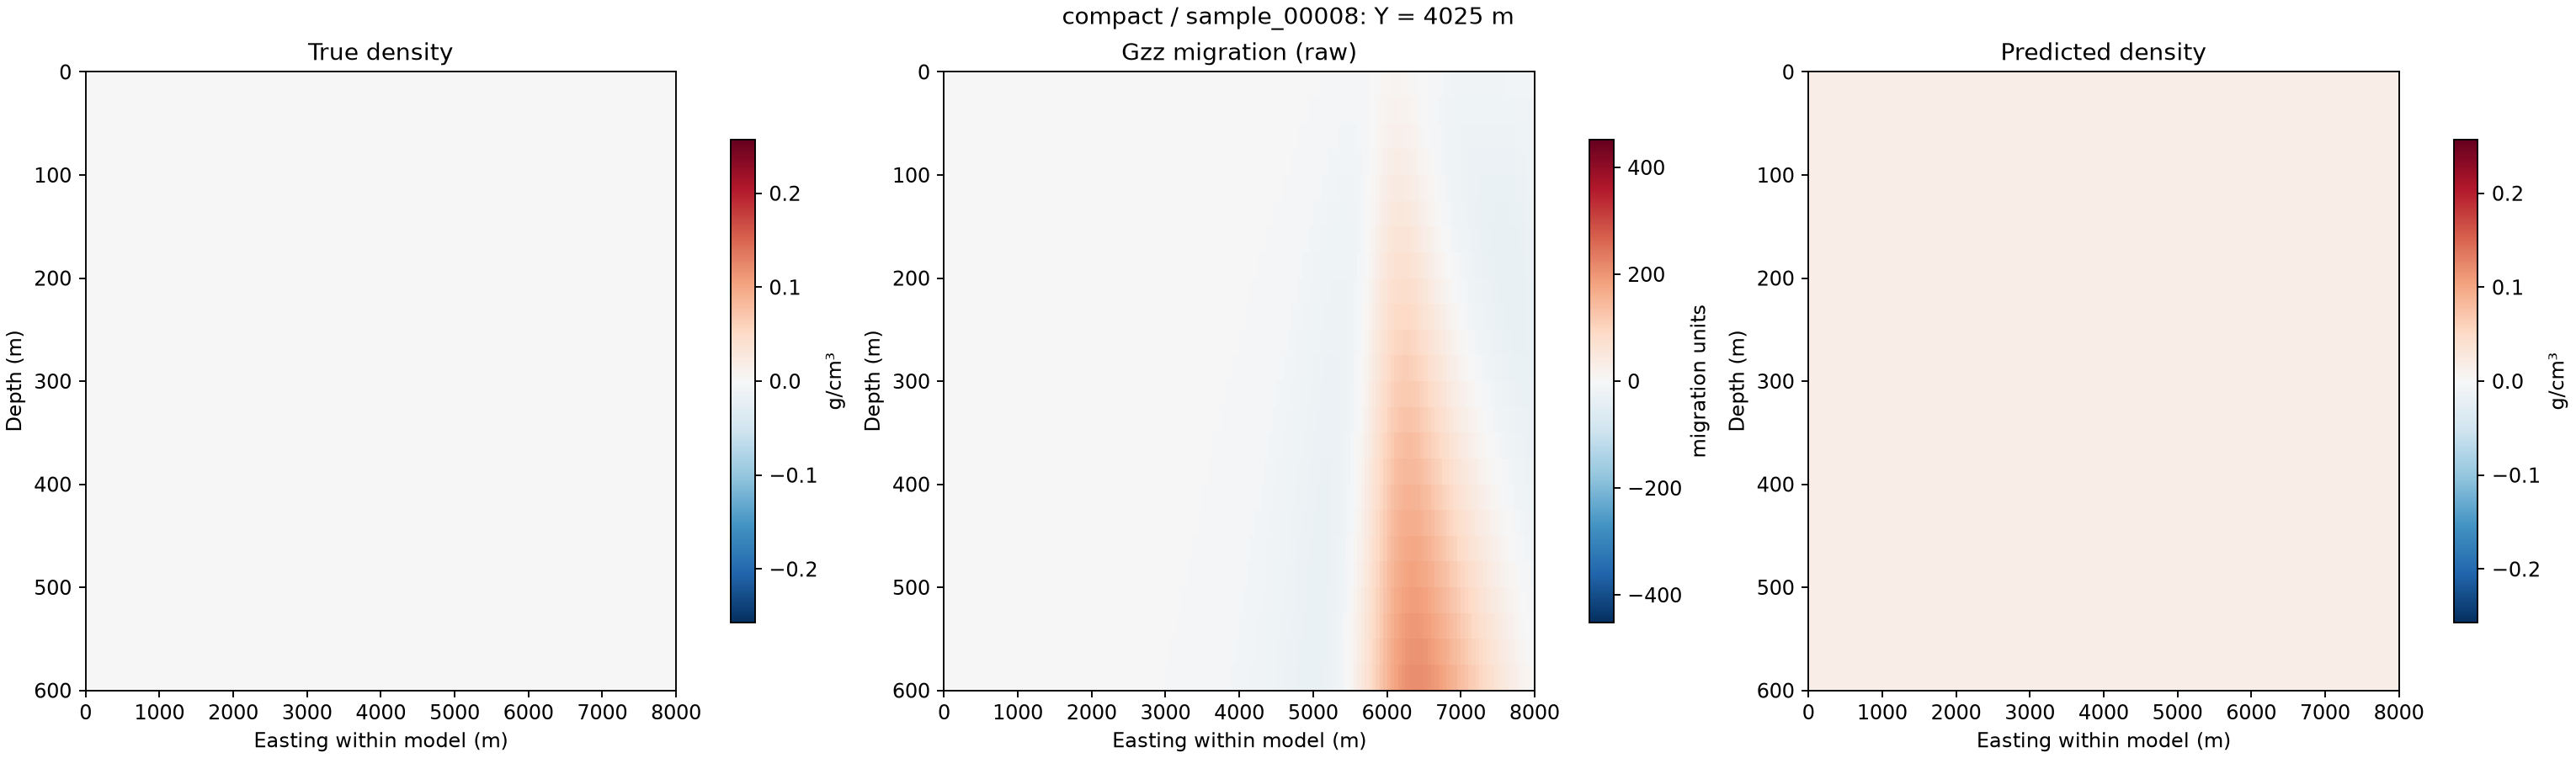 compact / sample_00008: Y = 4025 m
True density
0
100
200
300
400
500
600
Depth (m)
0 1000 2000 3000 4000 5000 6000 7000 8000
Easting within model (m)
0.2
0.1
0.0
−0.1
−0.2
g/cm³
Gzz migration (raw)
0
100
200
300
400
500
600
Depth (m)
0 1000 2000 3000 4000 5000 6000 7000 8000
Easting within model (m)
400
200
0
−200
−400
migration units
Predicted density
0
100
200
300
400
500
600
Depth (m)
0 1000 2000 3000 4000 5000 6000 7000 8000
Easting within model (m)
0.2
0.1
0.0
−0.1
−0.2
g/cm³